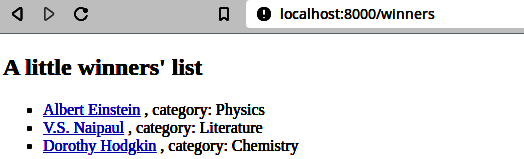 localhost:8000/winners
A little winners' list
Albert Einstein , category: Physics
V.S. Naipaul , category: Literature
Dorothy Hodgkin , category: Chemistry